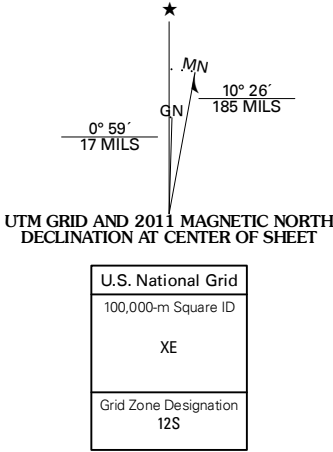 ★
MN
GN
10° 26´
185 MILS
0° 59´
17 MILS
UTM GRID AND 2011 MAGNETIC NORTH
DECLINATION AT CENTER OF SHEET
U.S. National Grid
100,000-m Square ID
XE
Grid Zone Designation
12S